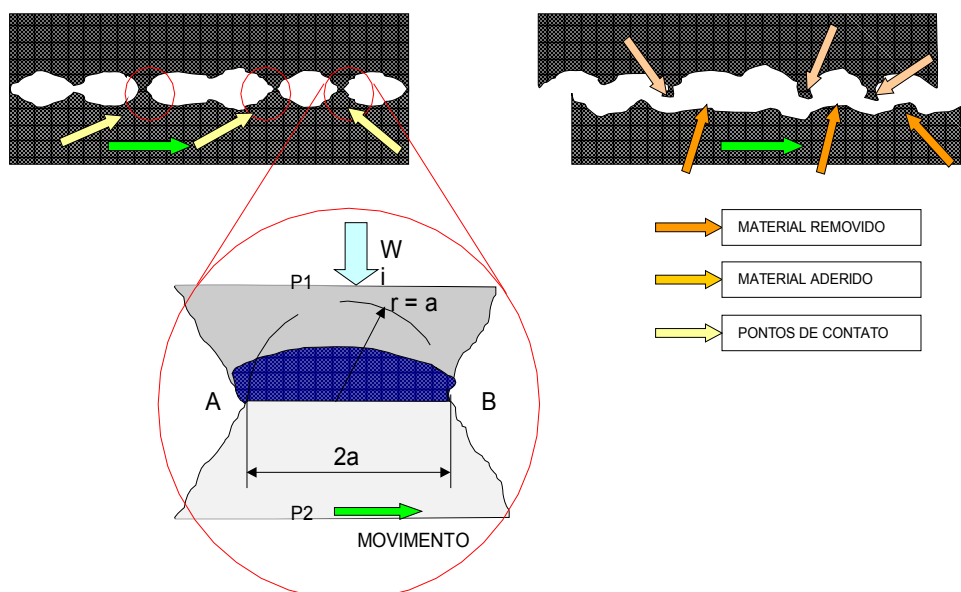 MATERIAL REMOVIDO
MATERIAL ADERIDO
PONTOS DE CONTATO
W
i
P1
r = a
A
B
2a
P2
MOVIMENTO